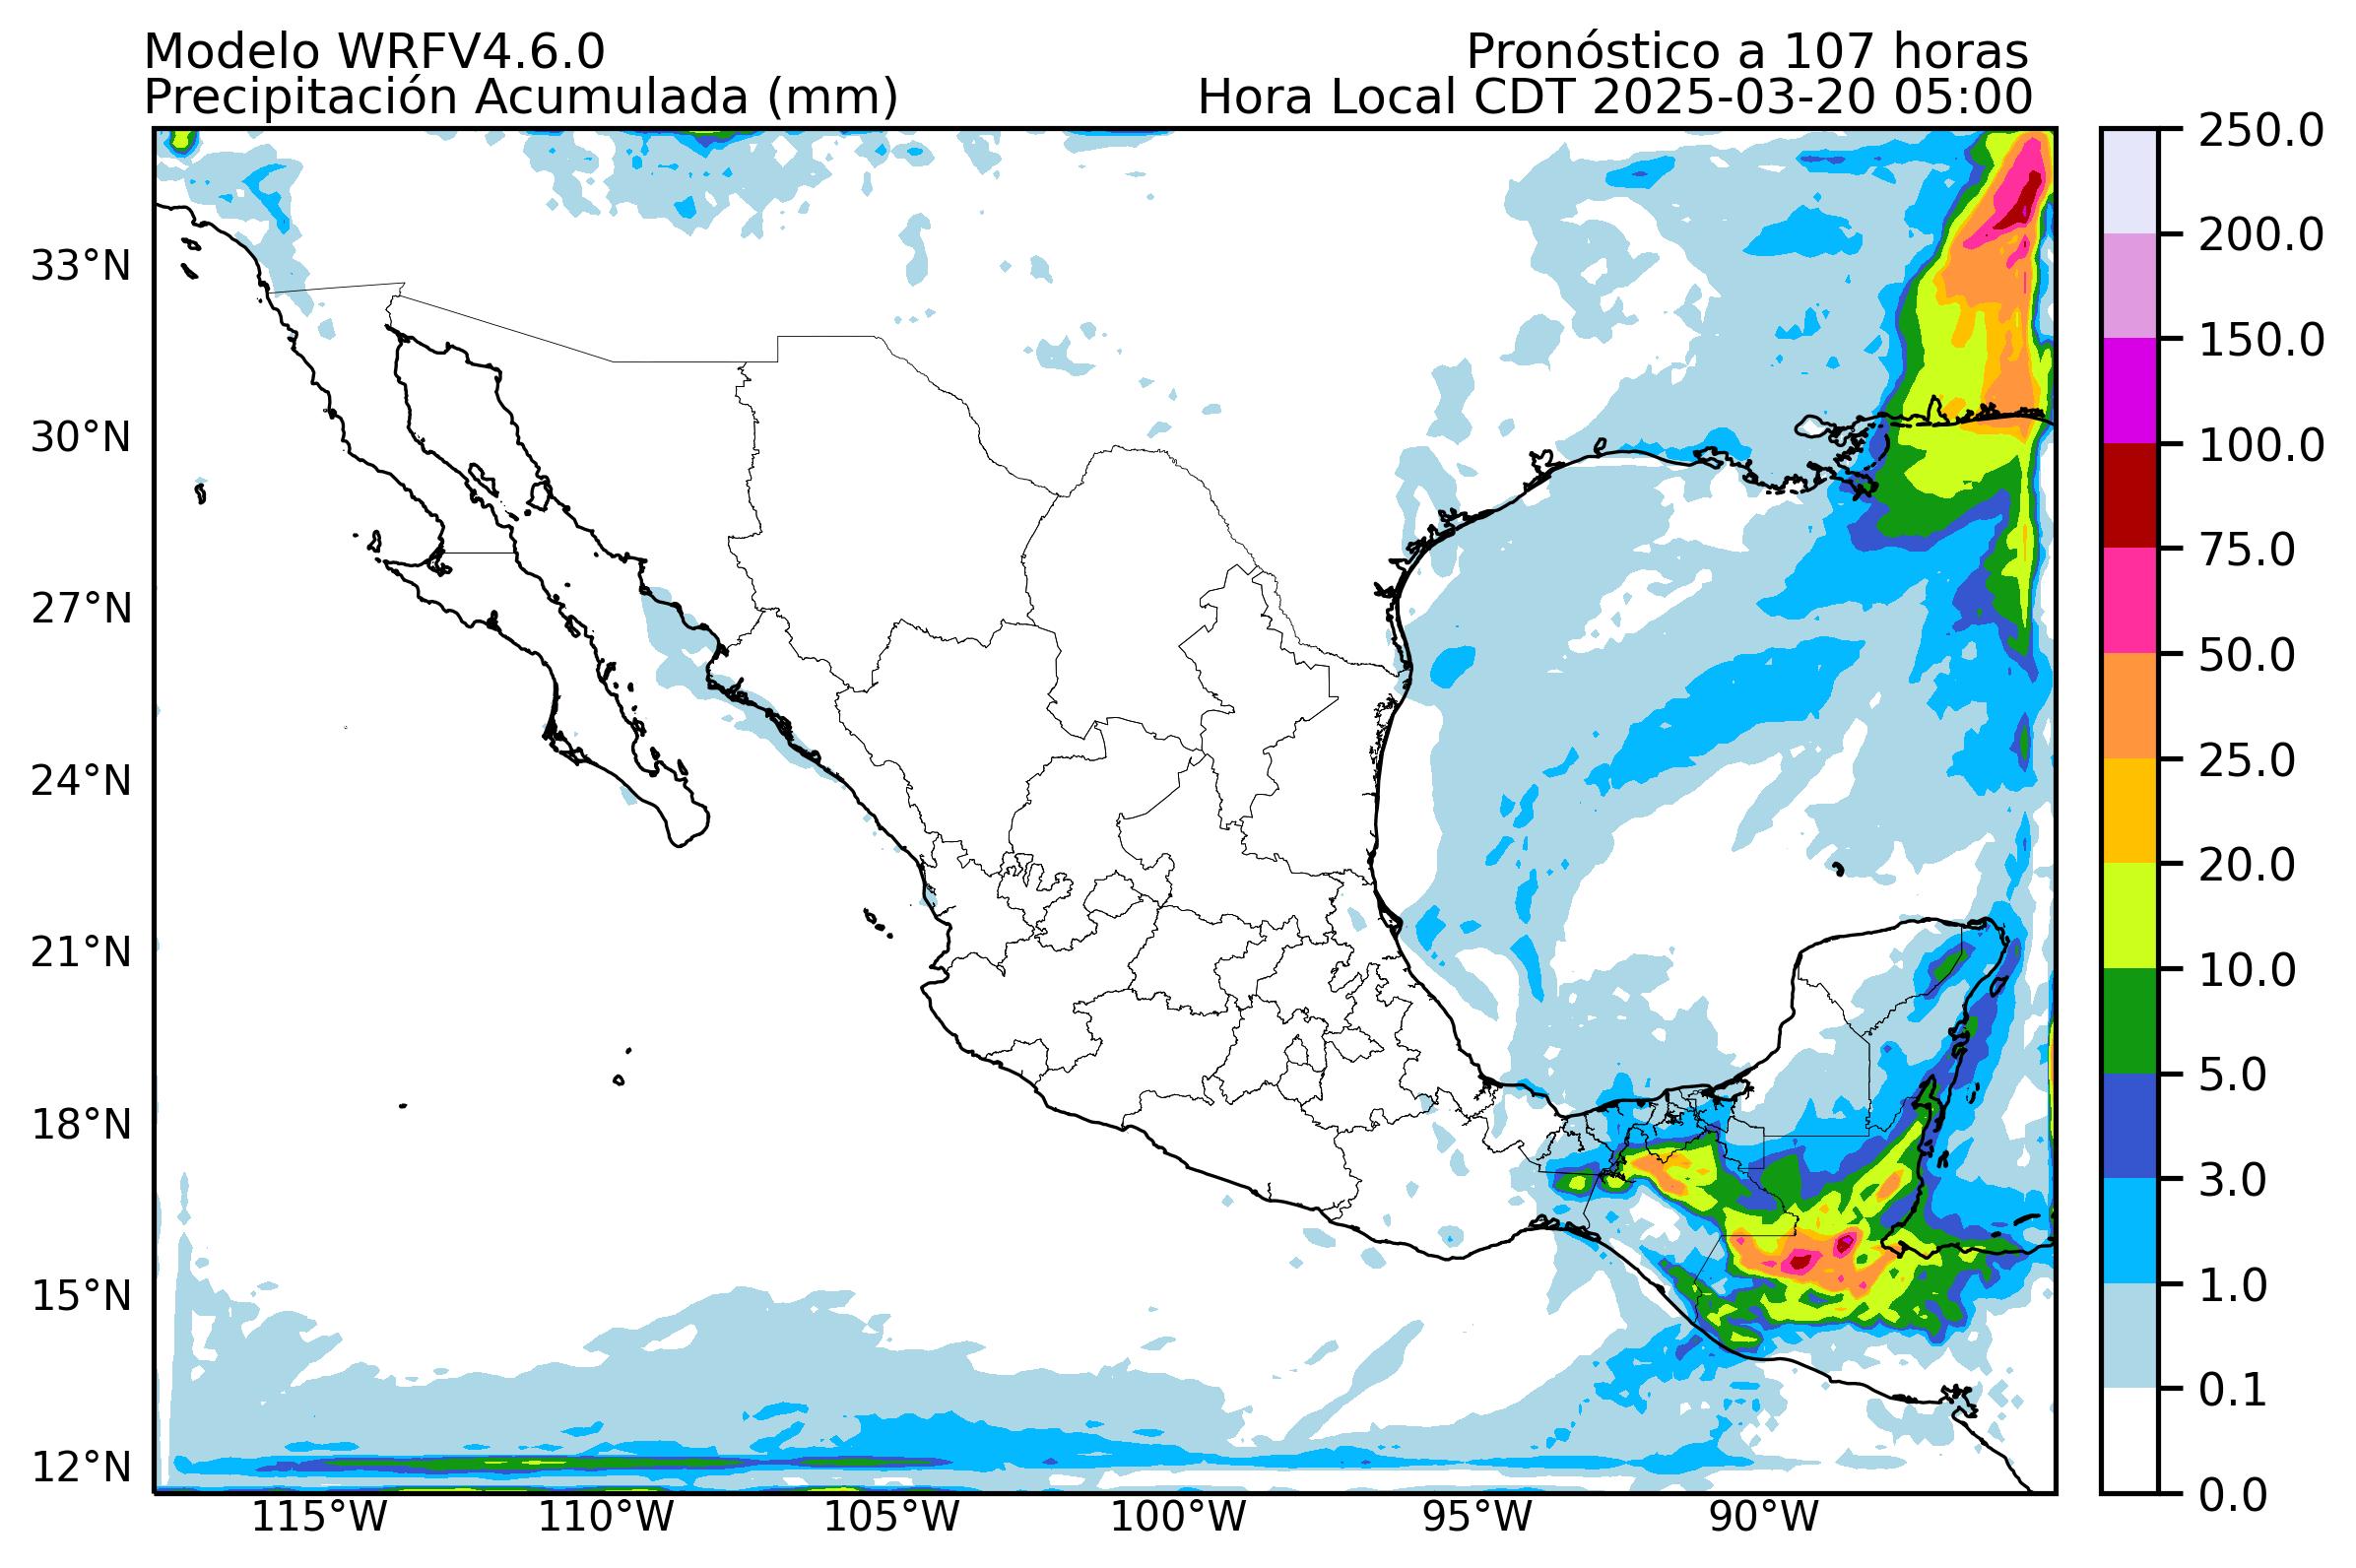 Modelo WRFV4.6.0
Pronóstico a 107 horas
Precipitación Acumulada (mm)
Hora Local CDT 2025-03-20 05:00
33°N
30°N
27°N
24°N
21°N
18°N
15°N
12°N
115°W
110°W
105°W
100°W
95°W
90°W
250.0
200.0
150.0
100.0
75.0
50.0
25.0
20.0
10.0
5.0
3.0
1.0
0.1
0.0